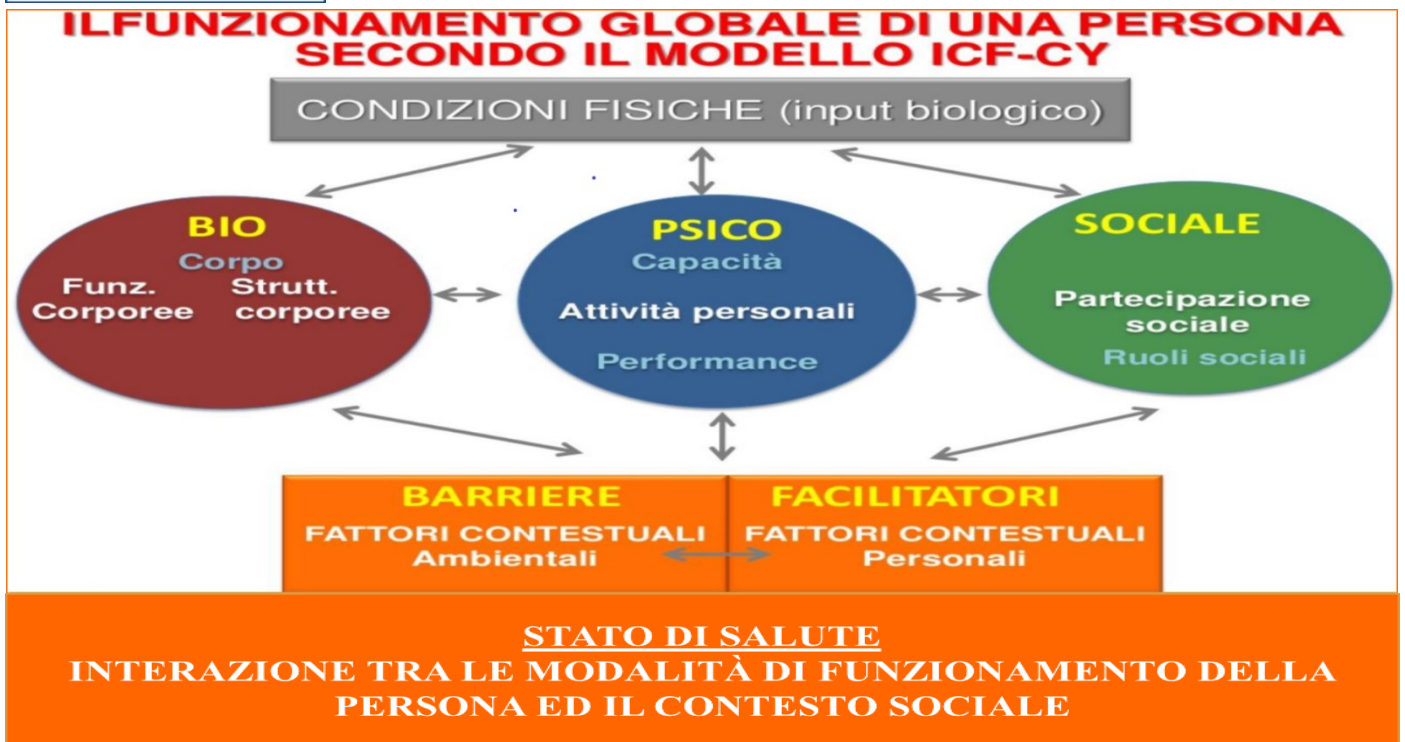 ILFUNZIONAMENTO GLOBALE DI UNA PERSONA
SECONDO IL MODELLO ICF-CY
CONDIZIONI FISICHE (input biologico)
BIO
Corpo
Funz. Strutt.
Corporee corporee
PSICO
Capacità
Attività personali
Performance
SOCIALE
Partecipazione
sociale
Ruoli sociali
BARRIERE
FATTORI CONTESTUALI
Ambientali
FACILITATORI
FATTORI CONTESTUALI
Personali
STATO DI SALUTE
INTERAZIONE TRA LE MODALITÀ DI FUNZIONAMENTO DELLA
PERSONA ED IL CONTESTO SOCIALE